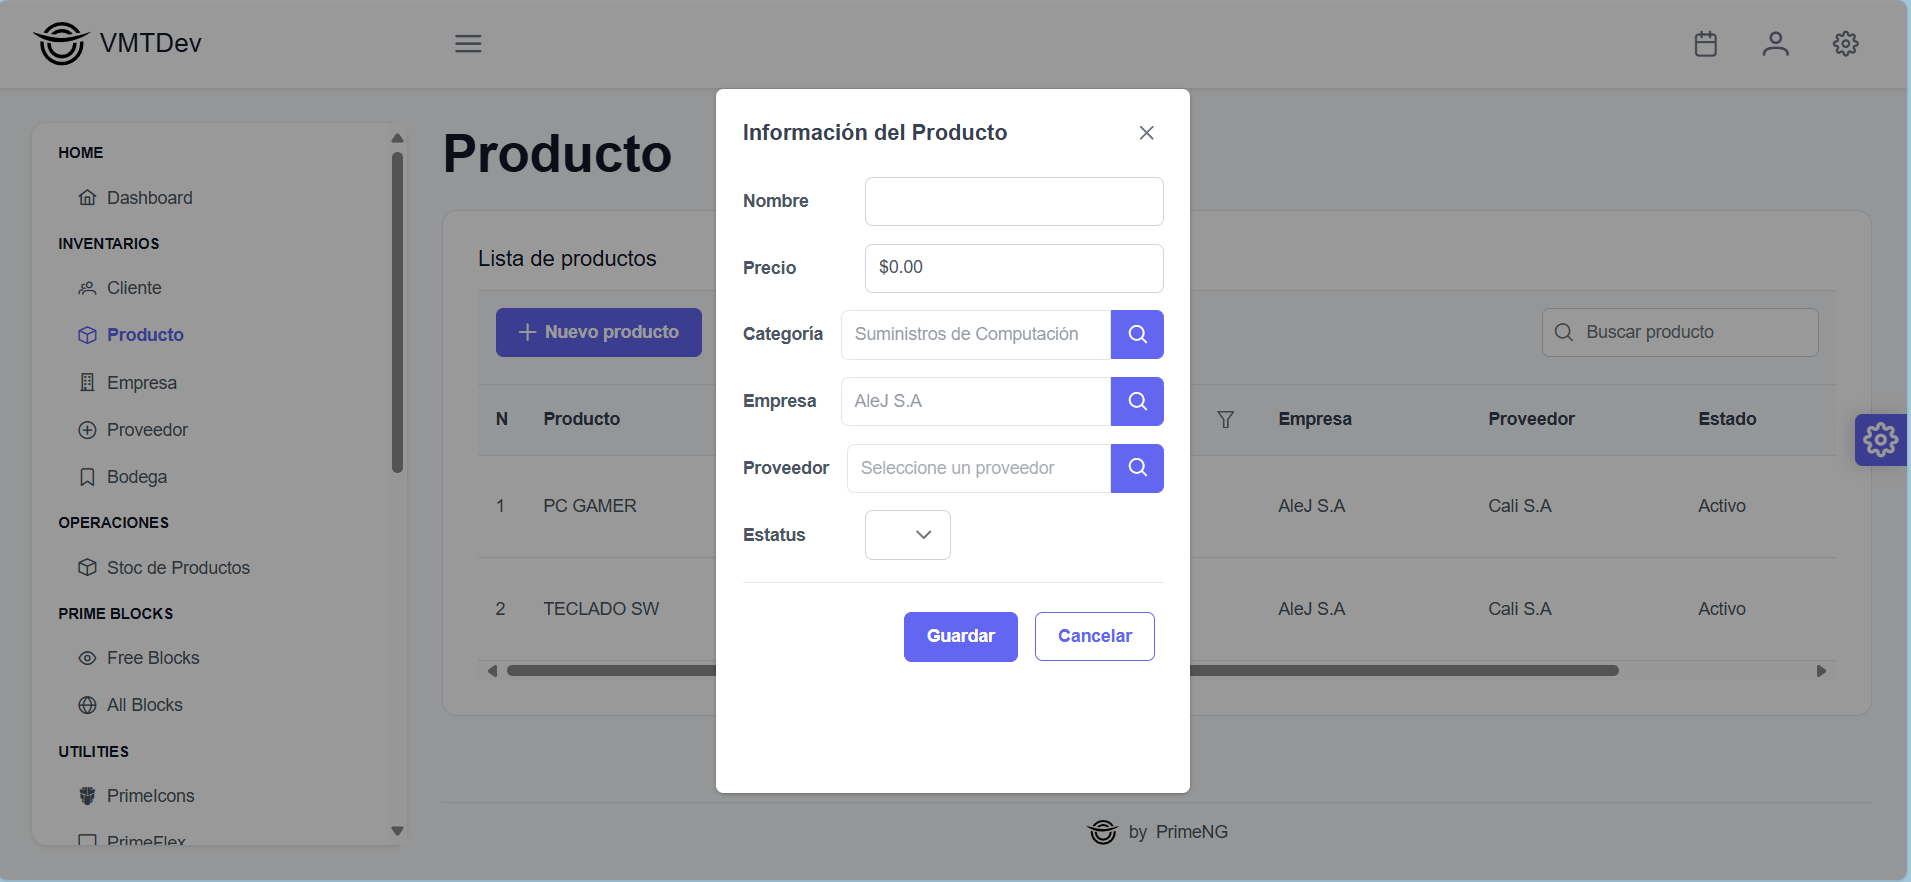 VMTDev
HOME
Dashboard
INVENTARIOS
Cliente
Producto
Empresa
Proveedor
Bodega
OPERACIONES
Stoc de Productos
PRIME BLOCKS
Free Blocks
All Blocks
UTILITIES
PrimeIcons
PrimeFlex
Producto
Lista de productos
Nuevo producto
Buscar producto
N Producto Empresa Proveedor Estado
1 PC GAMER AleJ S.A Cali S.A Activo
2 TECLADO SW AleJ S.A Cali S.A Activo
Información del Producto
Nombre
Precio $0.00
Categoría Suministros de Computación
Empresa AleJ S.A
Proveedor Seleccione un proveedor
Estatus
Guardar Cancelar
by PrimeNG